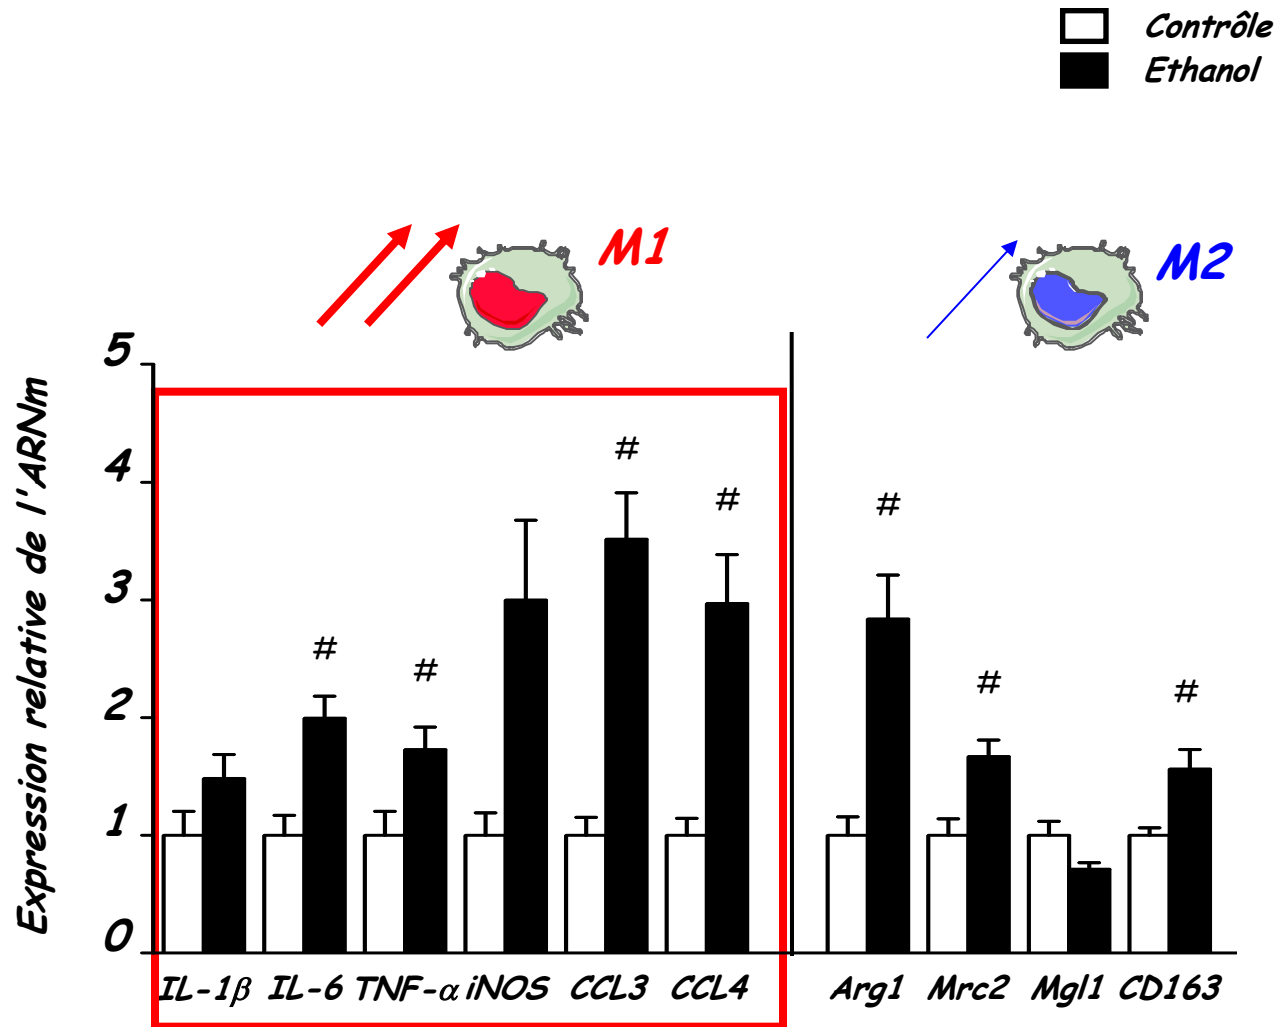 Contrôle
Ethanol
M1
M2
Expression relative de l'ARNm
5
4
3
2
1
0
#
#
#
#
#
#
#
IL-1β IL-6 TNF-α iNOS CCL3 CCL4 Arg1 Mrc2 Mgl1 CD163